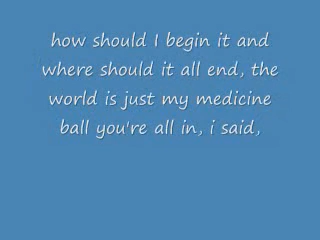 how should I begin it and
where should it all end, the
world is just my medicine
ball you're all in, i said,